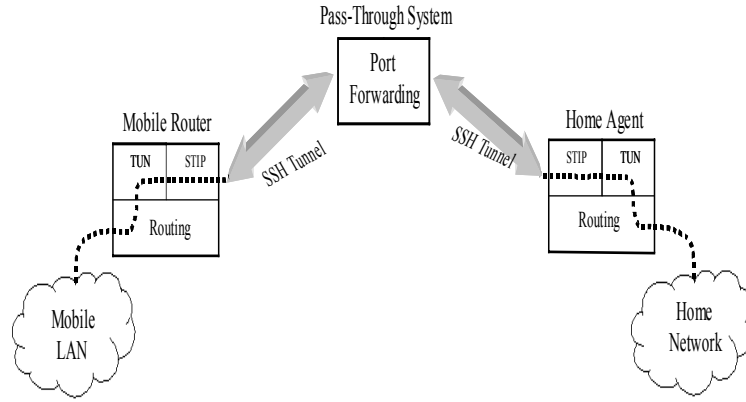 Pass-Through System
Port
Forwarding
Mobile Router
SSH Tunnel
SSH Tunnel
Home Agent
TUN
STIP
STIP
TUN
Routing
Routing
Mobile
LAN
Home
Network